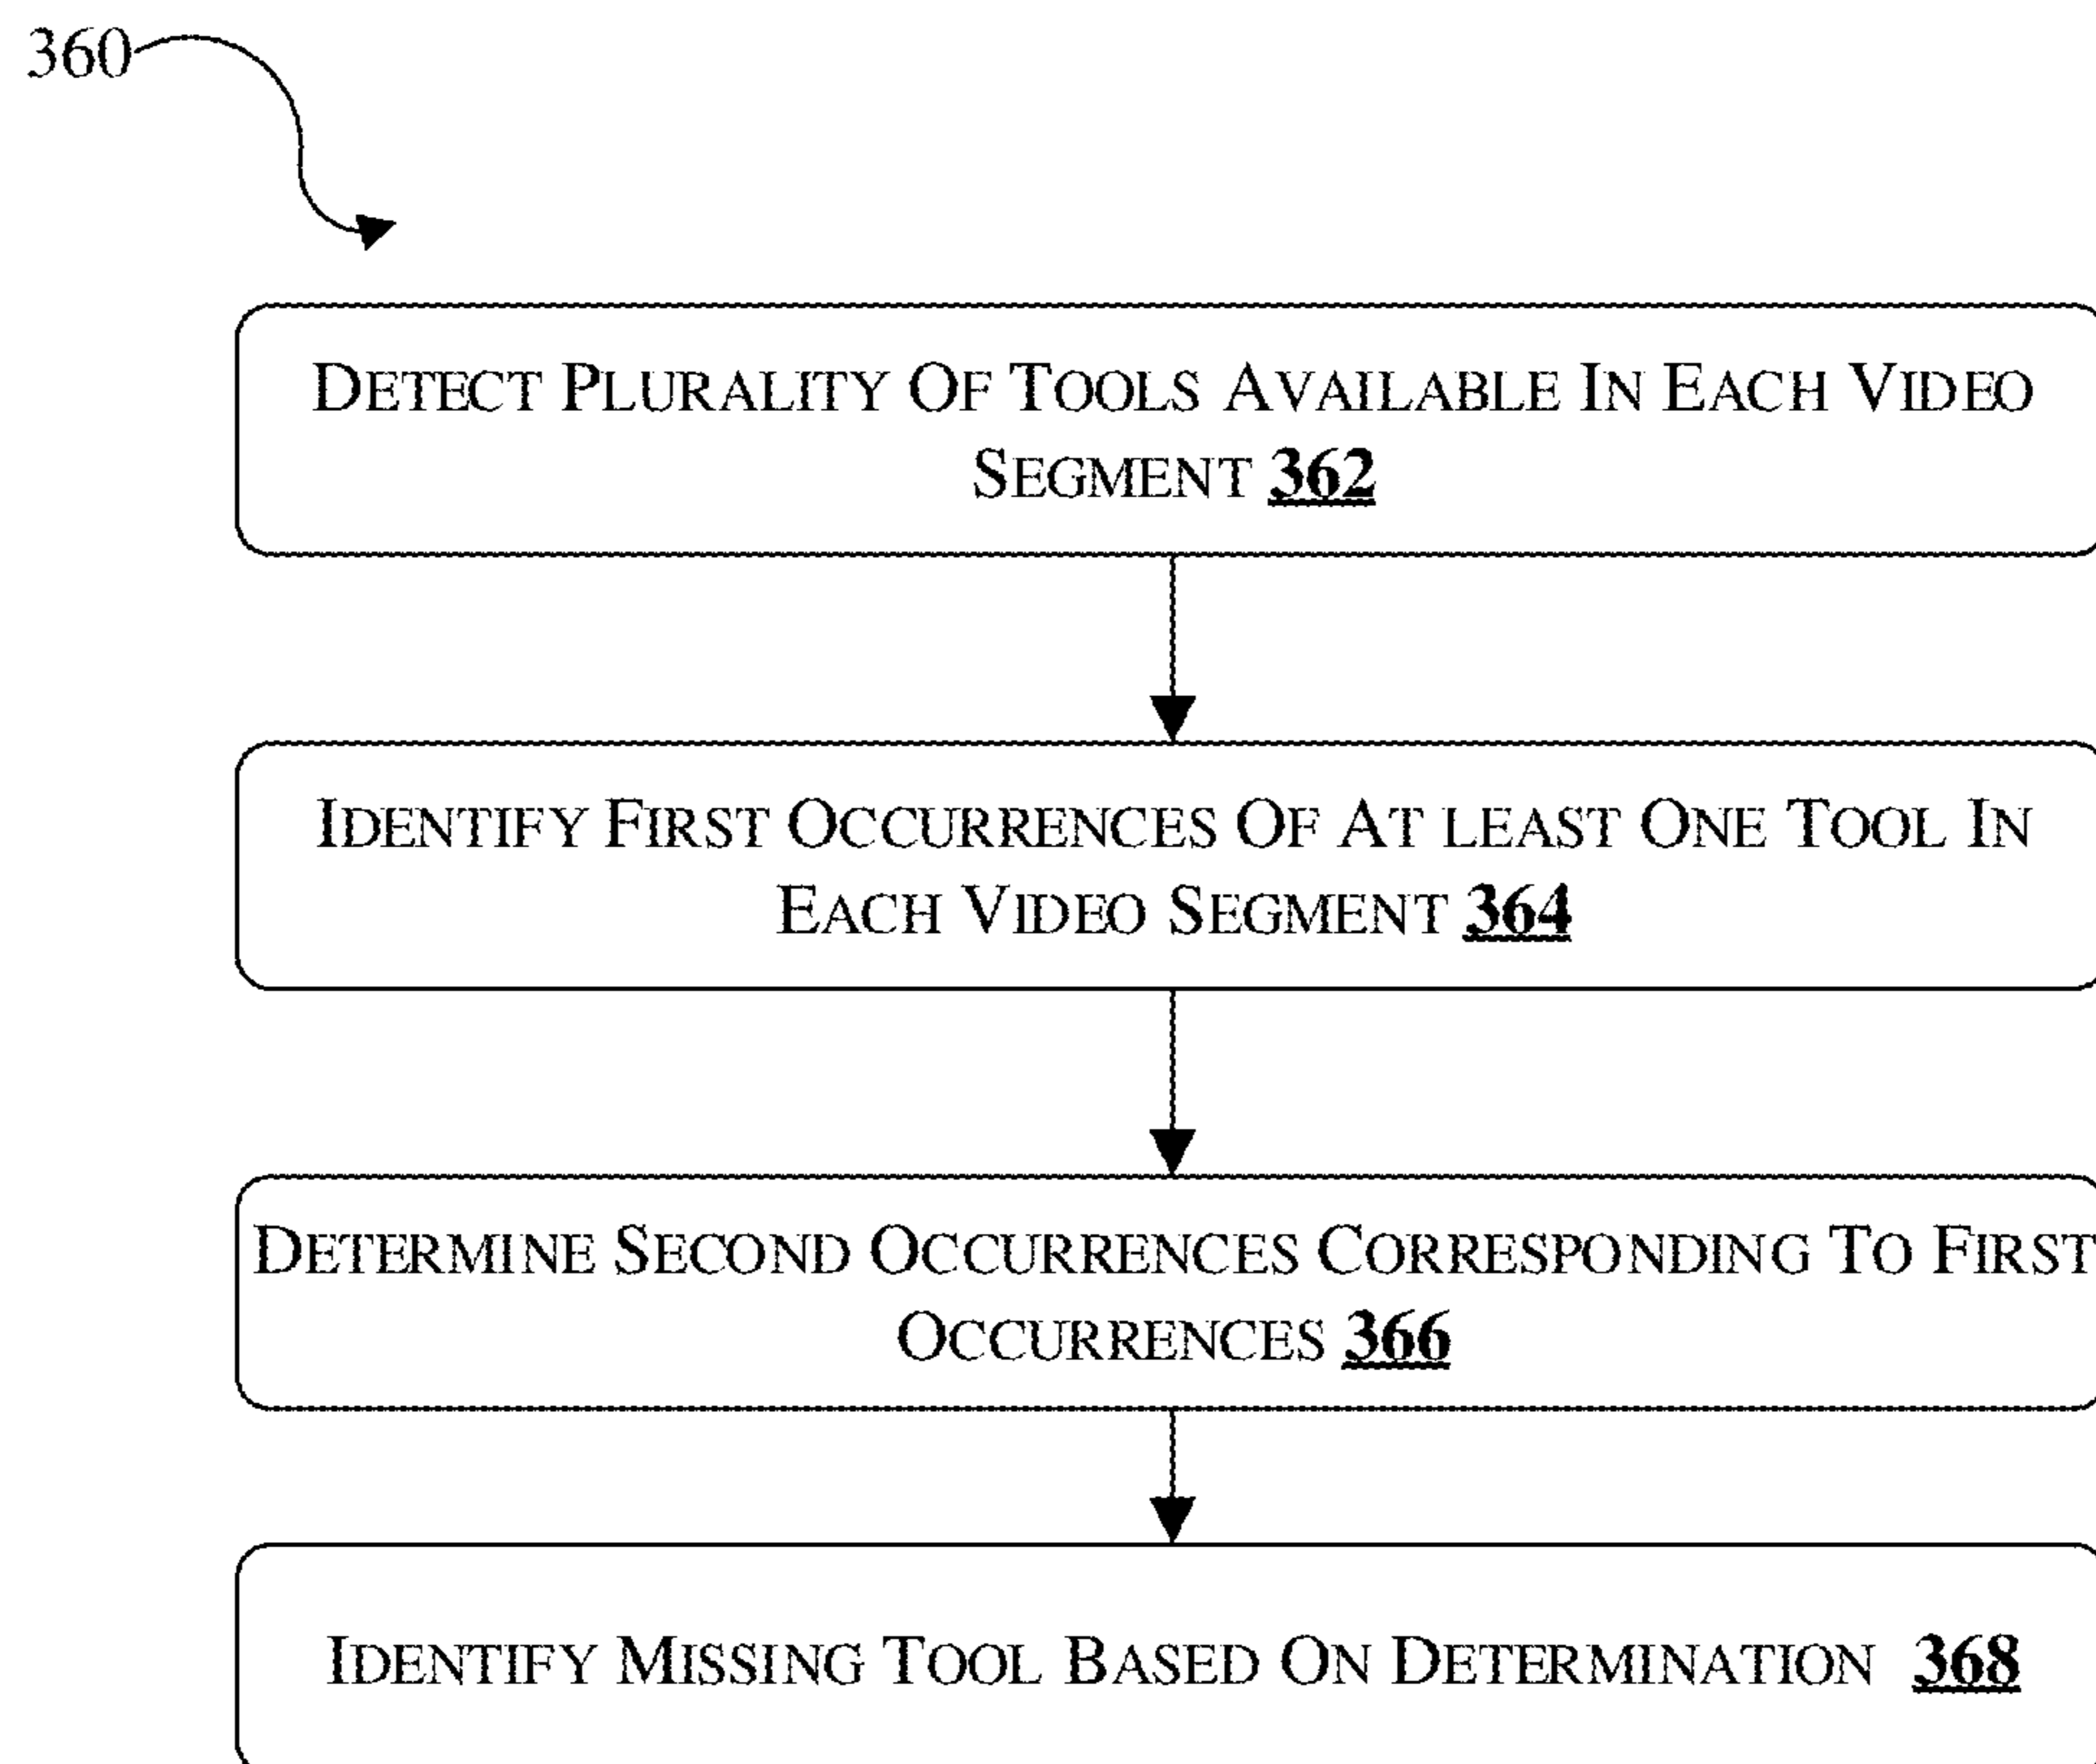 360
DETECT PLURALITY OF TOOLS AVAILABLE IN EACH VIDEO
SEGMENT 362
IDENTIFY FIRST OCCURRENCES OF AT LEAST ONE TOOL IN
EACH VIDEO SEGMENT 364
DETERMINE SECOND OCCURRENCES CORRESPONDING TO FIRST
OCCURRENCES 366
IDENTIFY MISSING TOOL BASED ON DETERMINATION 368